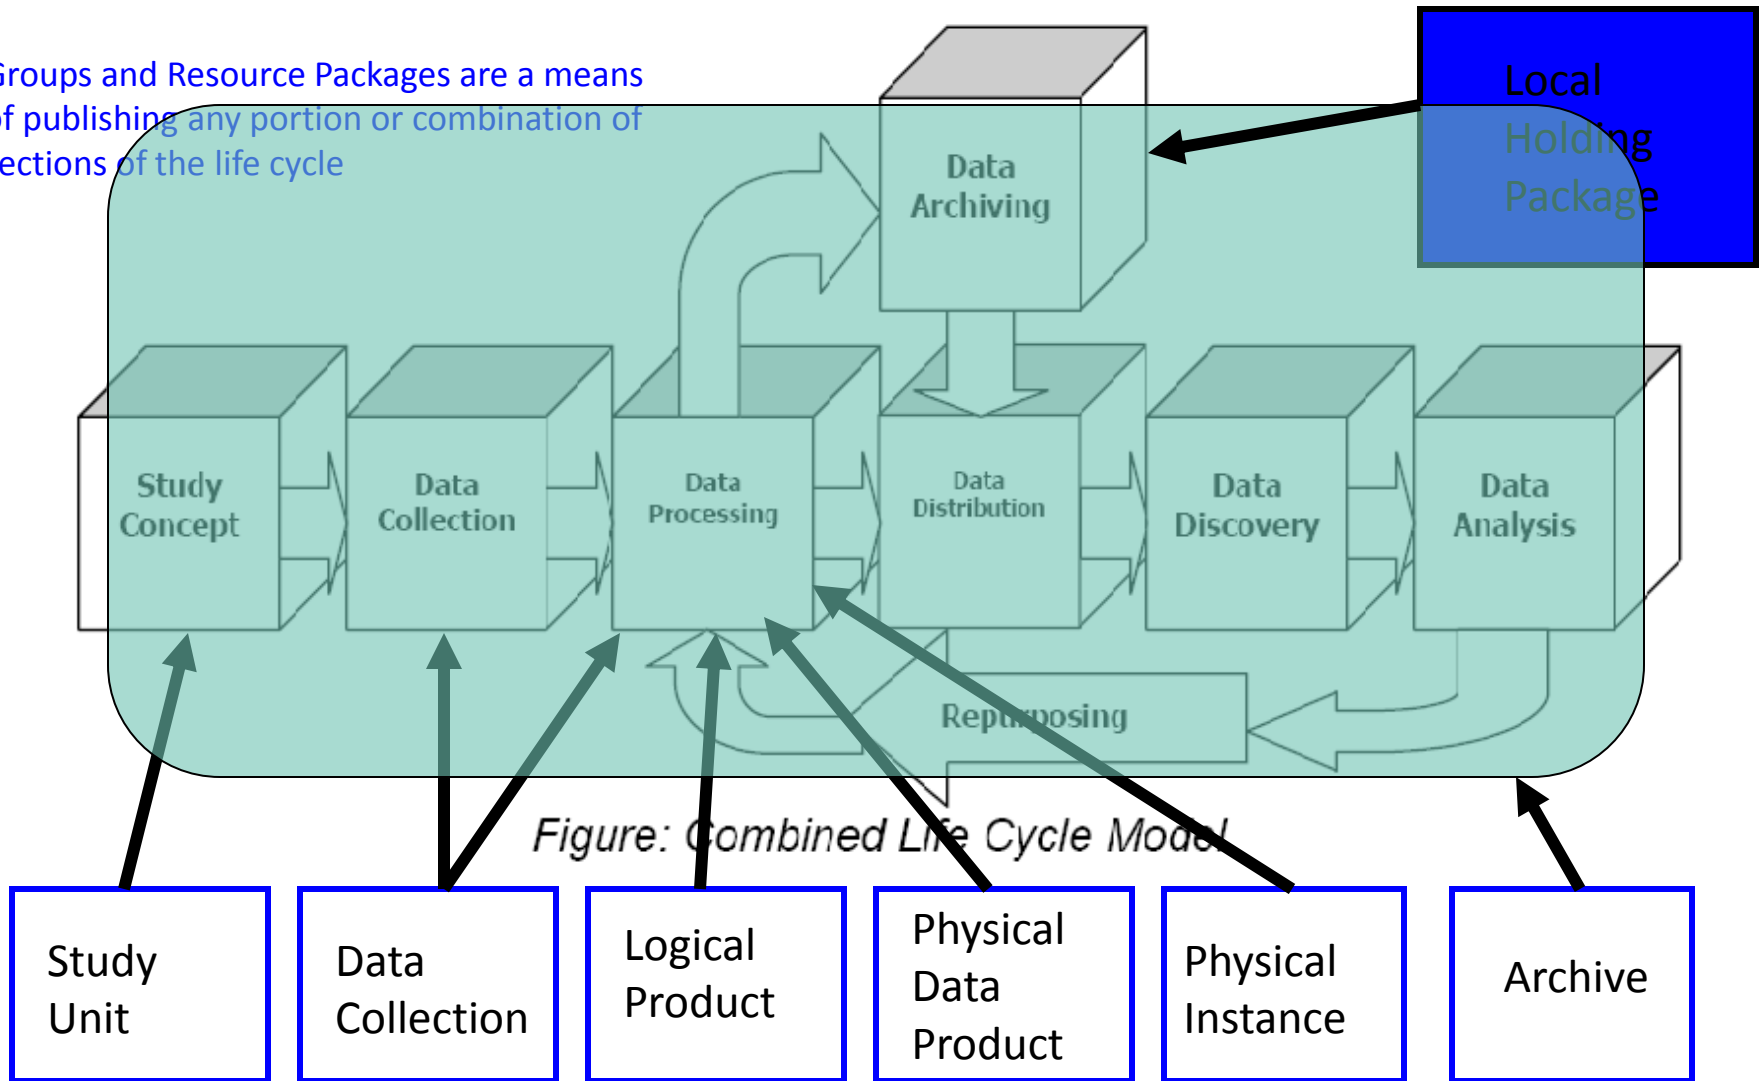 Groups and Resource Packages are a means
of publishing any portion or combination of
ections of the life cycle
Local
Holding
Package
Data
Archiving
Study
Concept
Data
Collection
Data
Processing
Data
Distribution
Data
Discovery
Data
Analysis
Repurposing
Figure: Combined Life Cycle Model
Study
Unit
Data
Collection
Logical
Product
Physical
Data
Product
Physical
Instance
Archive